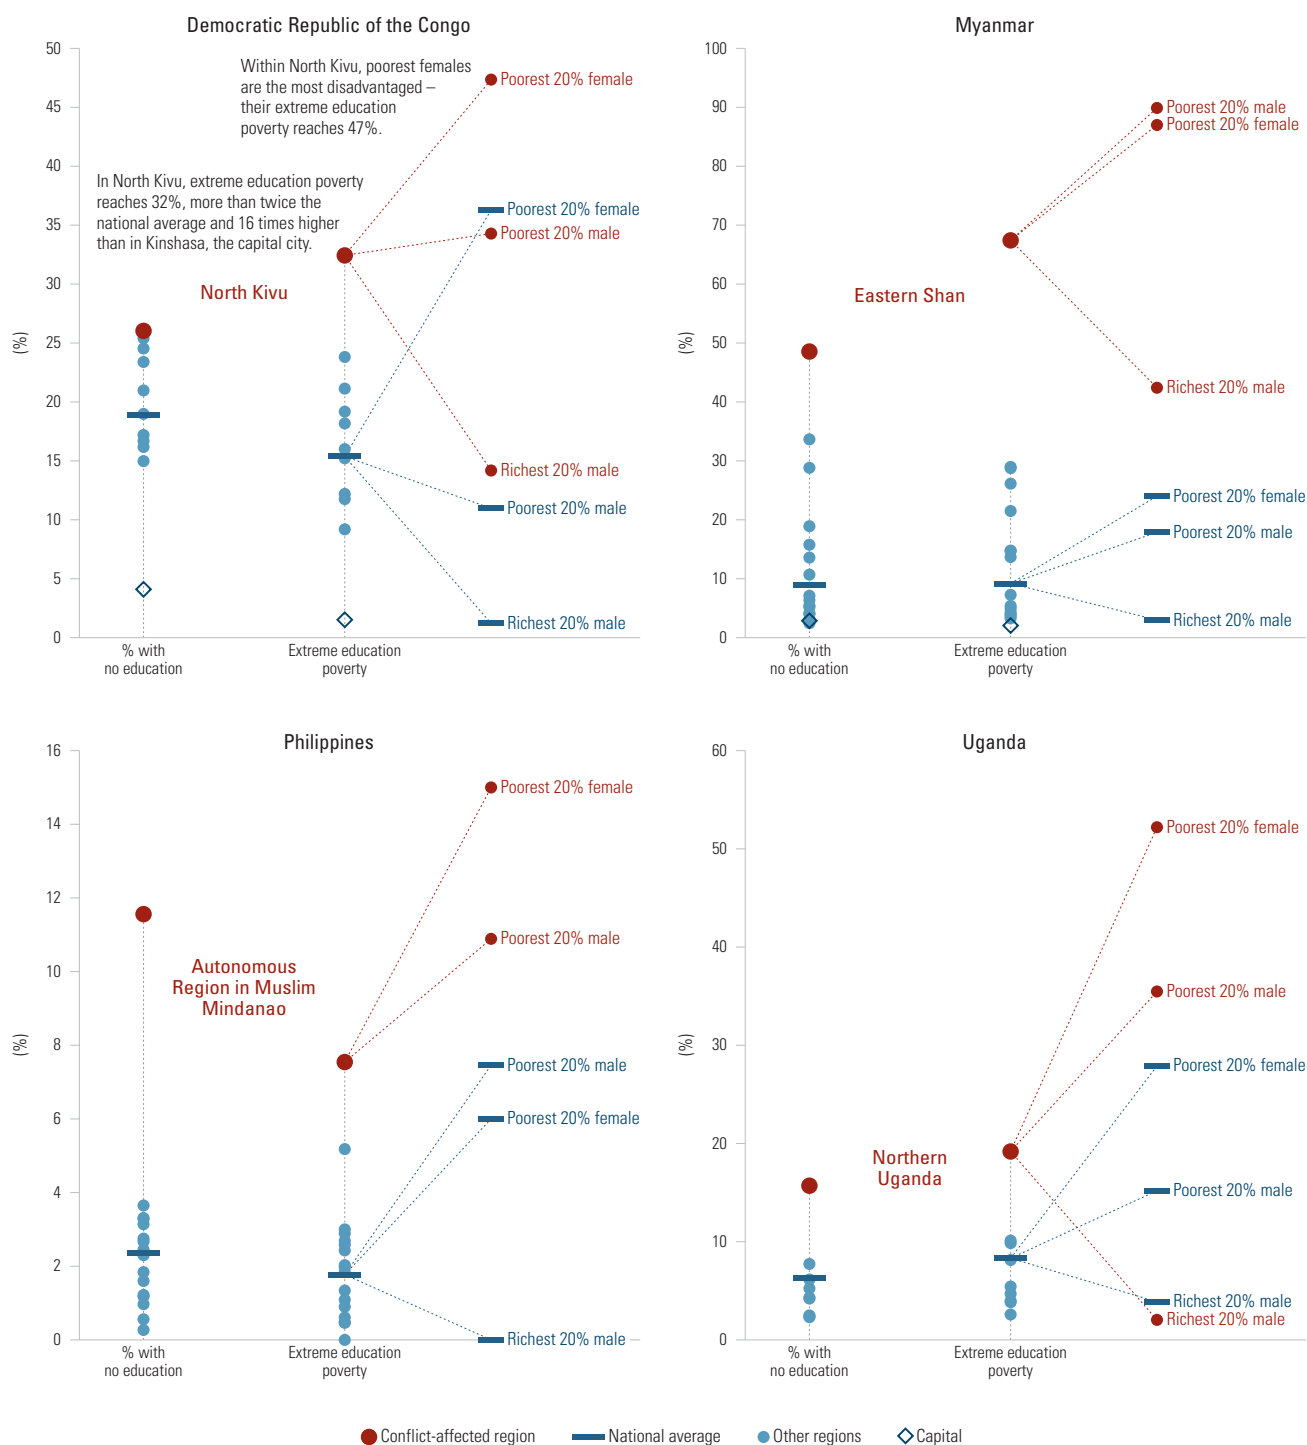 Democratic Republic of the Congo
50
45
40
35
30
25
20
15
10
5
0
(%)
Within North Kivu, poorest females
are the most disadvantaged –
their extreme education
poverty reaches 47%.
In North Kivu, extreme education poverty
reaches 32%, more than twice the
national average and 16 times higher
than in Kinshasa, the capital city.
North Kivu
Poorest 20% female
Poorest 20% female
Poorest 20% male
Richest 20% male
Poorest 20% male
Richest 20% male
% with
no education
Extreme education
poverty
Myanmar
100
90
80
70
60
50
40
30
20
10
0
(%)
Eastern Shan
Poorest 20% male
Poorest 20% female
Richest 20% male
Poorest 20% female
Poorest 20% male
Richest 20% male
% with
no education
Extreme education
poverty
Philippines
16
14
12
10
8
6
4
2
0
(%)
Autonomous
Region in Muslim
Mindanao
Poorest 20% female
Poorest 20% male
Poorest 20% male
Poorest 20% female
Richest 20% male
% with
no education
Extreme education
poverty
Uganda
60
50
40
30
20
10
0
(%)
Northern
Uganda
Poorest 20% female
Poorest 20% male
Poorest 20% female
Poorest 20% male
Richest 20% male
Richest 20% male
% with
no education
Extreme education
poverty
Conflict-affected region
National average
Other regions
Capital